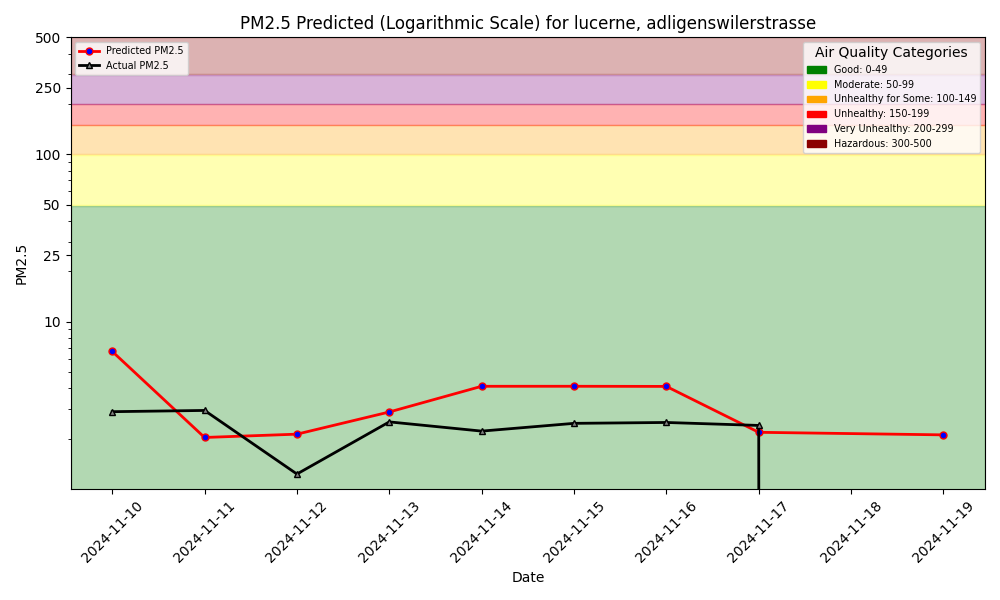 PM2.5 Predicted (Logarithmic Scale) for lucerne, adligenswilerstrasse
Predicted PM2.5
Actual PM2.5
Air Quality Categories
Good: 0-49
Moderate: 50-99
Unhealthy for Some: 100-149
Unhealthy: 150-199
Very Unhealthy: 200-299
Hazardous: 300-500
500
250
100
50
25
10
PM2.5
2024-11-10
2024-11-11
2024-11-12
2024-11-13
2024-11-14
2024-11-15
2024-11-16
2024-11-17
2024-11-18
2024-11-19
Date